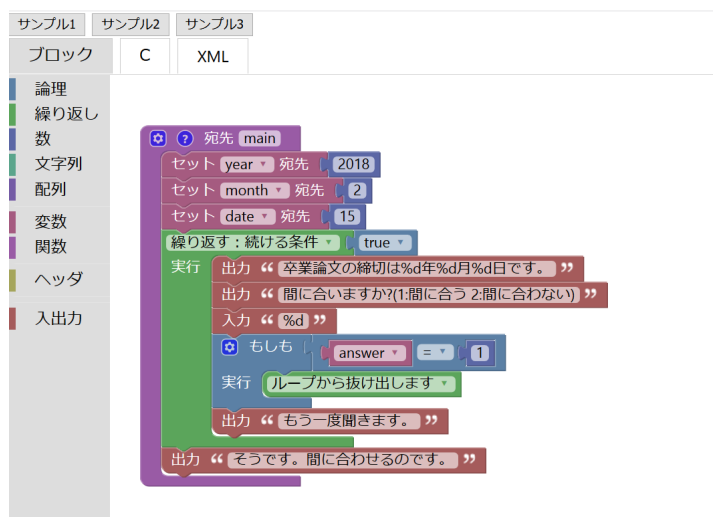 サンプル1 サンプル2 サンプル3
ブロック C XML
論理
繰り返し
数
文字列
配列
変数
関数
ヘッダ
入出力
? 宛先 main
セット year 宛先 2018
セット month 宛先 2
セット date 宛先 15
繰り返す:続ける条件 true
実行 出力 “ 卒業論文の締切は%d年%d月%d日です。 ”
出力 “ 間に合いますか?(1:間に合う 2:間に合わない) ”
入力 “ %d ”
もしも answer = 1
実行 ループから抜け出します
出力 “ もう一度聞きます。 ”
出力 “ そうです。間に合わせるのです。 ”